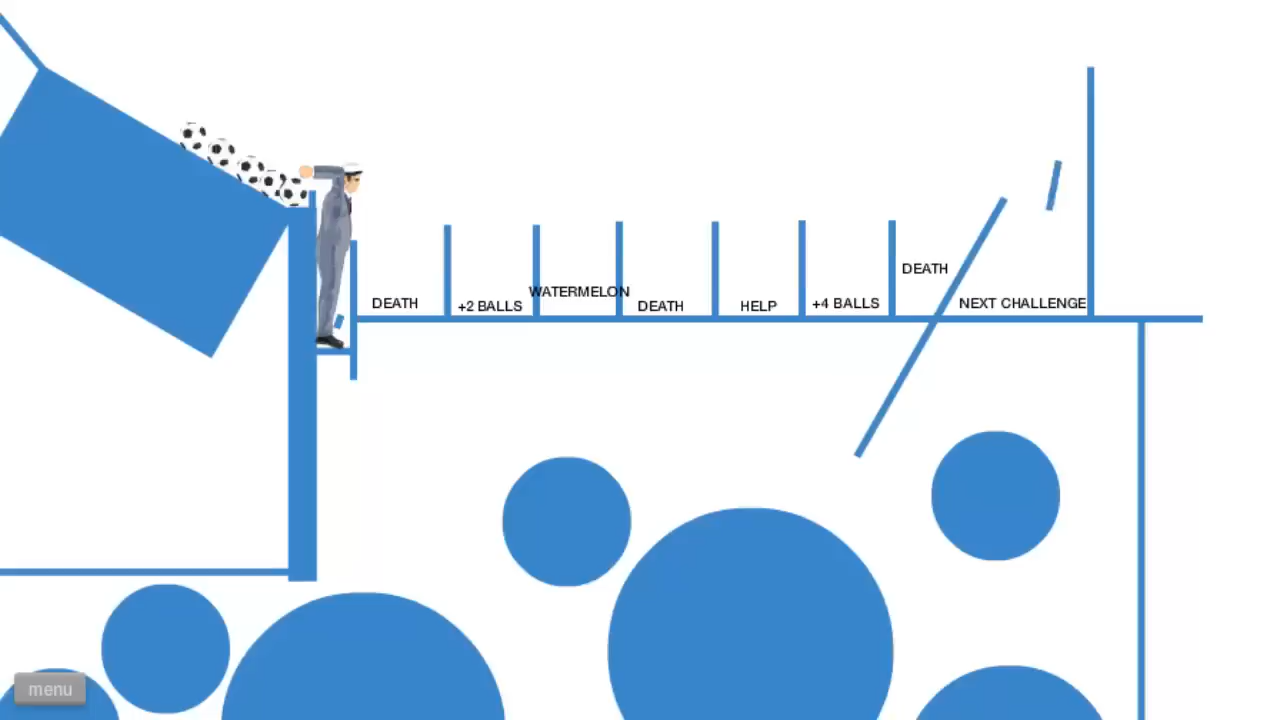 DEATH
+2 BALLS
WATERMELON
DEATH
HELP
+4 BALLS
DEATH
NEXT CHALLENGE
menu